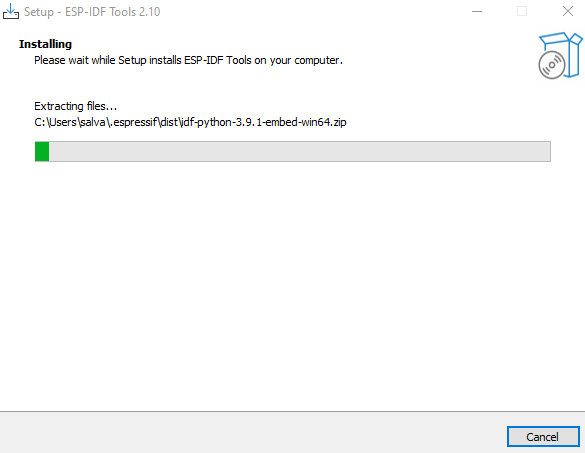 Setup - ESP-IDF Tools 2.10
Installing
Please wait while Setup installs ESP-IDF Tools on your computer.
Extracting files...
C:\Users\salva\.espressif\dist\idf-python-3.9.1-embed-win64.zip
Cancel